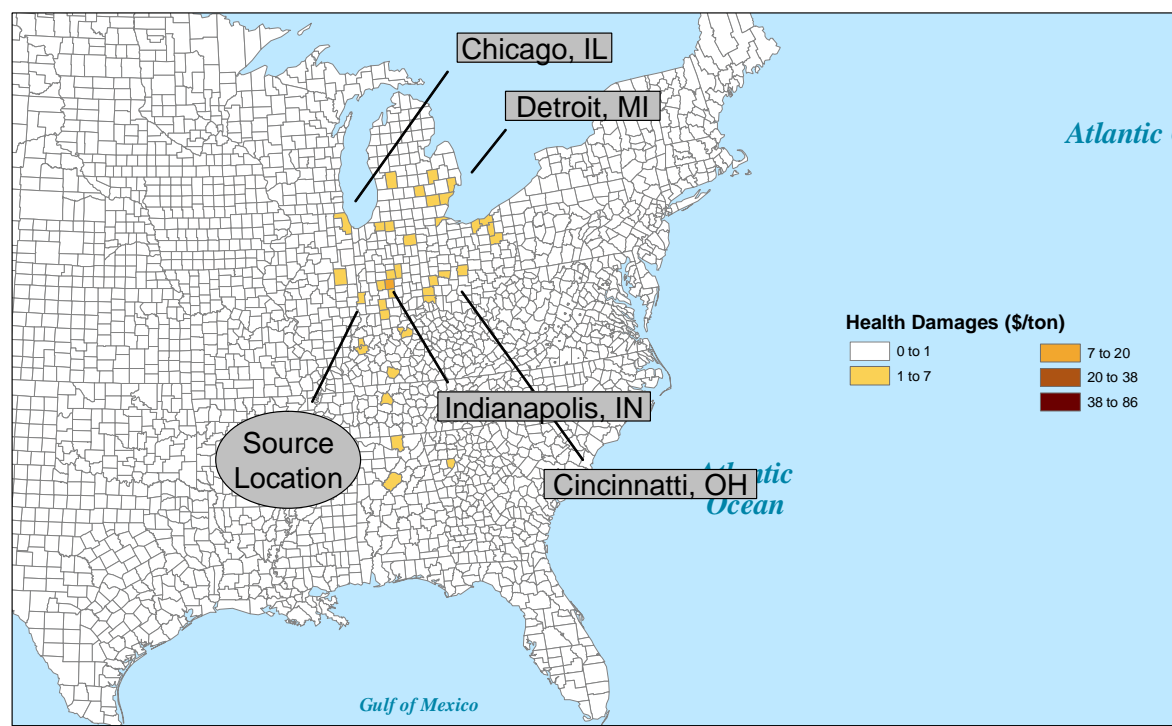 Chicago, IL
Detroit, MI
Atlantic
Health Damages ($/ton)
0 to 1
1 to 7
7 to 20
20 to 38
38 to 86
Indianapolis, IN
Source
Location
Cincinnatti, OH
Atlantic
Ocean
Gulf of Mexico